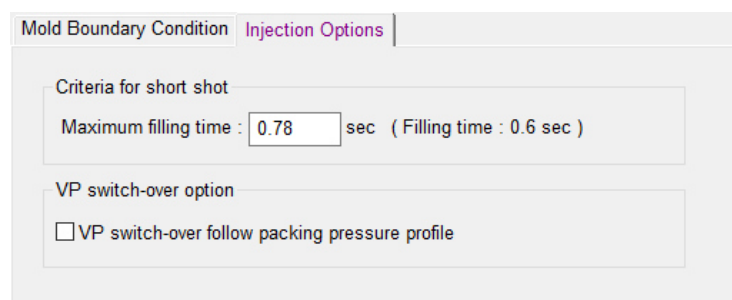 Mold Boundary Condition Injection Options
Criteria for short shot
Maximum filling time : 0.78 sec ( Filling time : 0.6 sec )
VP switch-over option
VP switch-over follow packing pressure profile